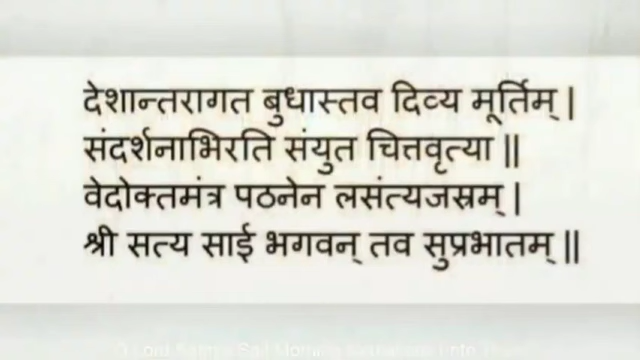 देशान्तरागत बुधास्तव दिव्य मूर्तिम् |
संदर्शनाभिरति संयुत चित्तवृत्या ||
वेदोक्तमंत्र पठनेन लसंत्यजस्रम् |
श्री सत्य साई भगवन् तव सुप्रभातम् ||